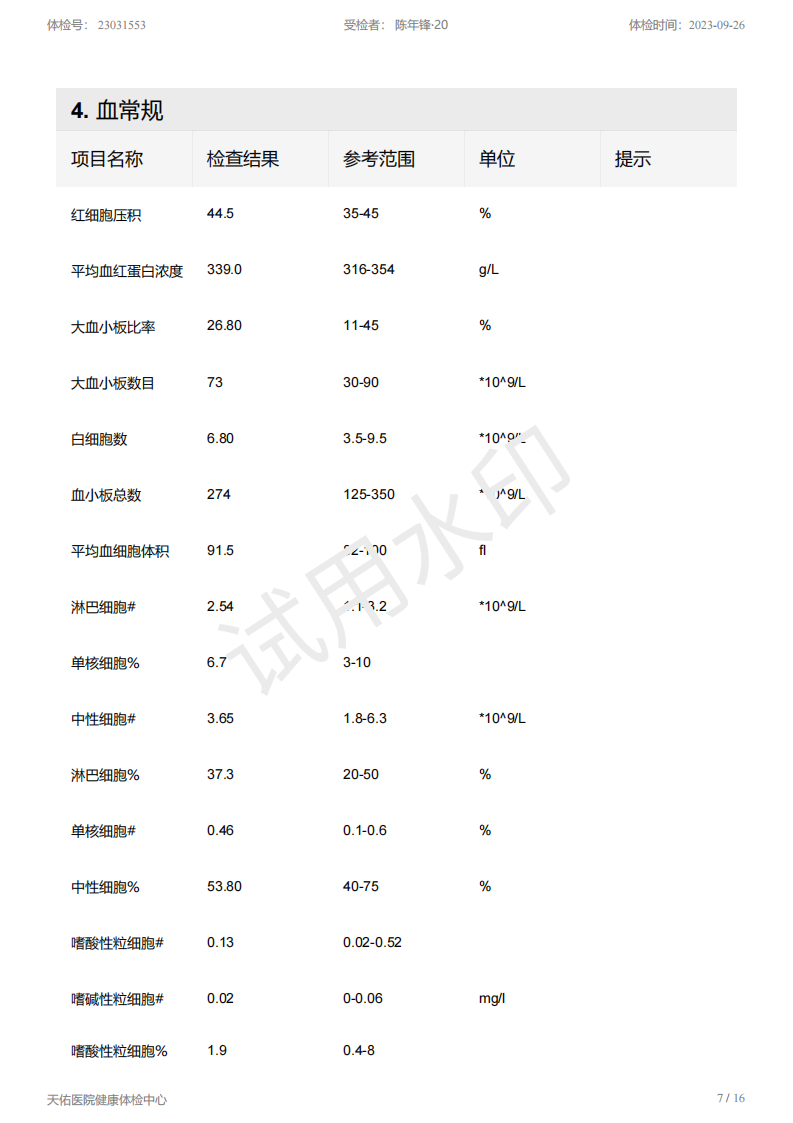 体检号： 23031553 受检者： 陈年锋·20 体检时间：2023-09-26
4. 血常规
项目名称 检查结果 参考范围 单位 提示
红细胞压积 44.5 35-45 %
平均血红蛋白浓度 339.0 316-354 g/L
大血小板比率 26.80 11-45 %
大血小板数目 73 30-90 *10^9/L
白细胞数 6.80 3.5-9.5 *10^9/L
血小板总数 274 125-350 *10^9/L
平均血细胞体积 91.5 82-100 fl
淋巴细胞# 2.54 1.1-3.2 *10^9/L
单核细胞% 6.7 3-10
中性细胞# 3.65 1.8-6.3 *10^9/L
淋巴细胞% 37.3 20-50 %
单核细胞# 0.46 0.1-0.6 %
中性细胞% 53.80 40-75 %
嗜酸性粒细胞# 0.13 0.02-0.52
嗜碱性粒细胞# 0.02 0-0.06 mg/l
嗜酸性粒细胞% 1.9 0.4-8
试用水印
天佑医院健康体检中心 7 / 16